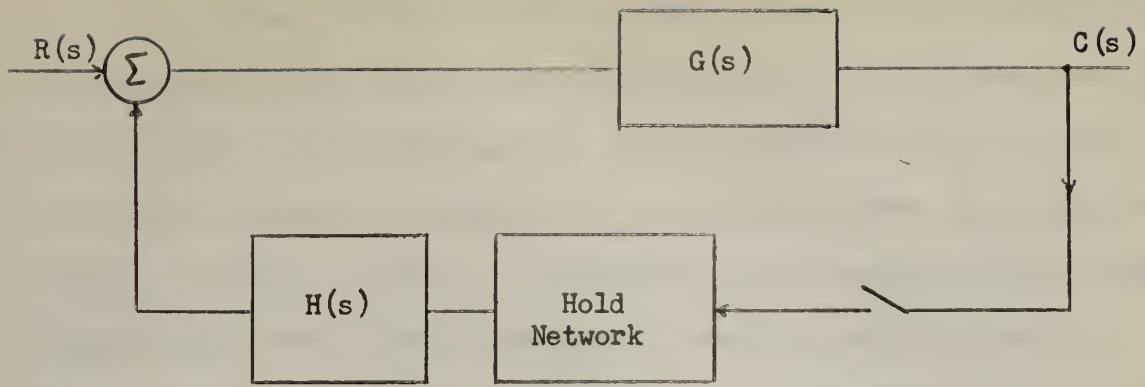 R(s)
Σ
G(s)
C(s)
H(s)
Hold
Network